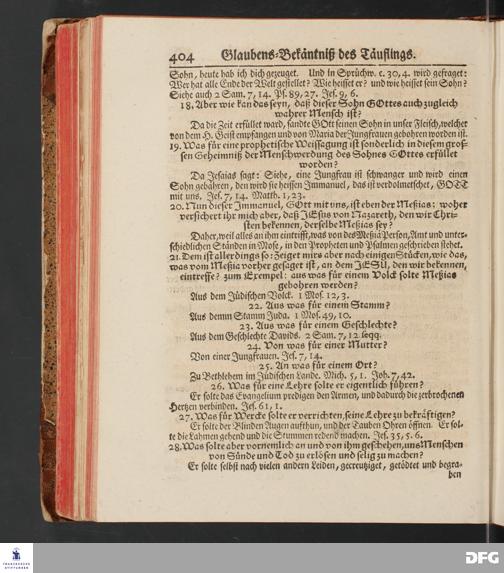 404 Glaubens-Bekäntniß des Täuflings.
Sohn, heute hab ich dich gezeuget. Und in Sprüchw. c. 30, 4. wird gefraget:
Wer hat alle Ende der Welt gestellet? Wie heisset er? und wie heisset sein Sohn?
Siehe auch 2 Sam. 7, 14. Ps. 89, 27. Jes. 9, 6.
18. Aber wie kan das seyn, daß dieser Sohn GOttes auch zugleich
wahrer Mensch ist?
Da die Zeit erfüllet ward, sandte GOtt seinen Sohn in unser Fleisch, welcher
von dem H. Geist empfangen und von Maria der Jungfrauen gebohren worden ist.
19. Was für eine prophetische Weissagung ist sonderlich in diesem gros-
sen Geheimniß der Menschwerdung des Sohnes GOttes erfüllet
worden?
Da Jesaias sagt: Siehe, eine Jungfrau ist schwanger und wird einen
Sohn gebähren, den wird sie heissen Immanuel, das ist verdolmetschet, GOTT
mit uns. Jes. 7, 14. Matth. 1, 23.
20. Nun dieser Immanuel, GOtt mit uns, ist eben der Meßias: woher
versichert ihr mich aber, daß JEsus von Nazareth, den wir Chri-
sten bekennen, derselbe Meßias sey?
Daher, weil alles an ihm eintrifft, was von des Meßiä Person, Amt und unter-
schiedlichen Ständen in Mose, in den Propheten und Psalmen geschrieben stehet.
21. Dem ist allerdings so: Zeiget mirs aber nach einigen Stücken, wie das,
was vom Meßia vorher gesaget ist, an dem JESU, den wir bekennen,
eintreffe? zum Exempel: aus was für einem Volck solte Meßias
gebohren werden?
Aus dem Jüdischen Volck. 1 Mos. 12, 3.
22. Aus was für einem Stamm?
Aus demm Stamm Juda. 1 Mos. 49, 10.
23. Aus was für einem Geschlechte?
Aus dem Geschlechte Davids. 2 Sam. 7, 12 seqq.
24. Von was für einer Mutter?
Von einer Jungfrauen. Jes. 7, 14.
25. An was für einem Ort?
Zu Bethlehem im Jüdischen Lande. Mich. 5, 1. Joh. 7, 42.
26. Was für eine Lehre solte er eigentlich führen?
Er solte das Evangelium predigen den Armen, und dadurch die zerbrochenen
Hertzen verbinden. Jes. 61, 1.
27. Was für Wercke solte er verrichten, seine Lehre zu bekräftigen?
Er solte der Blinden Augen aufthun, und der Tauben Ohren öffnen. Er sol-
te die Lahmen gehend und die Stummen redend machen. Jes. 35, 5. 6.
28. Was solte aber vornemlich an und von ihm geschehen, uns Menschen
von Sünde und Tod zu erlösen und selig zu machen?
Er solte selbst nach vielen andern Leiden, gecreutziget, getödtet und begra-
ben
FRANCKESCHE
STIFTUNGEN
DFG